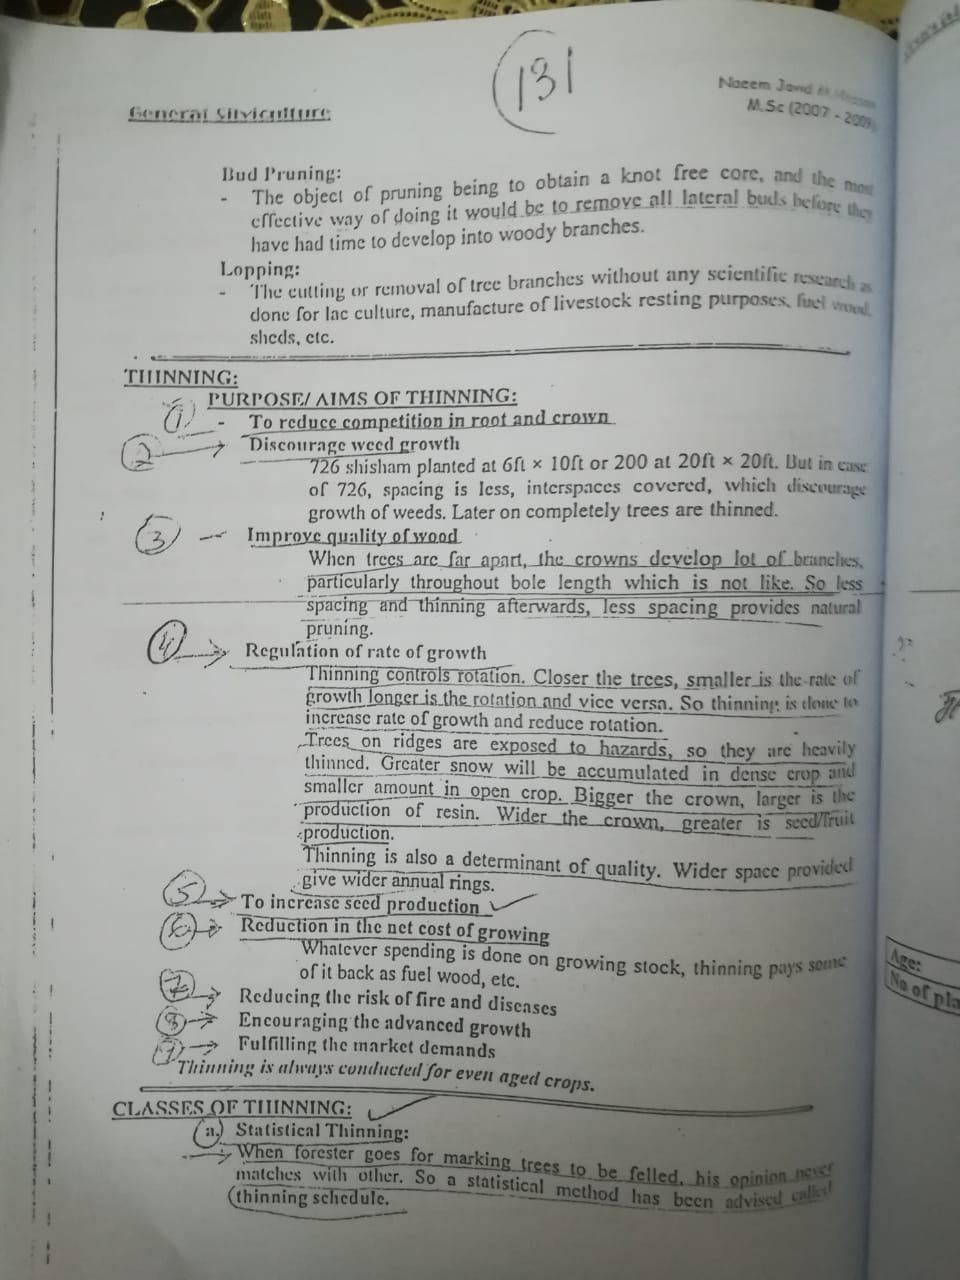 131
General Silviculture
Naeem Javid M
M.Sc (2007 - 2009)
Bud Pruning:
- The object of pruning being to obtain a knot free core, and the most
effective way of doing it would be to remove all lateral buds before they
have had time to develop into woody branches.
Lopping:
- The cutting or removal of tree branches without any scientific research as
done for lac culture, manufacture of livestock resting purposes, fuel wood,
sheds, etc.
THINNING:
PURPOSE/ AIMS OF THINNING:
1 - To reduce competition in root and crown
2 Discourage weed growth
726 shisham planted at 6ft × 10ft or 200 at 20ft × 20ft. But in case
of 726, spacing is less, interspaces covered, which discourage
growth of weeds. Later on completely trees are thinned.
3 - Improve quality of wood
When trees are far apart, the crowns develop lot of branches,
particularly throughout bole length which is not like. So less
spacing and thinning afterwards, less spacing provides natural
pruning.
4 Regulation of rate of growth
Thinning controls rotation. Closer the trees, smaller is the rate of
growth longer is the rotation and vice versa. So thinning is done to
increase rate of growth and reduce rotation.
Trees on ridges are exposed to hazards, so they are heavily
thinned. Greater snow will be accumulated in dense crop and
smaller amount in open crop. Bigger the crown, larger is the
production of resin. Wider the crown, greater is seed/fruit
production.
Thinning is also a determinant of quality. Wider space provided
give wider annual rings.
5 To increase seed production
6 Reduction in the net cost of growing
Whatever spending is done on growing stock, thinning pays some
of it back as fuel wood, etc.
7 Reducing the risk of fire and diseases
8 Encouraging the advanced growth
9 Fulfilling the market demands
Thinning is always conducted for even aged crops.
CLASSES OF THINNING:
a. Statistical Thinning:
When forester goes for marking trees to be felled, his opinion never
matches with other. So a statistical method has been advised called
thinning schedule.
Age:
No of pla